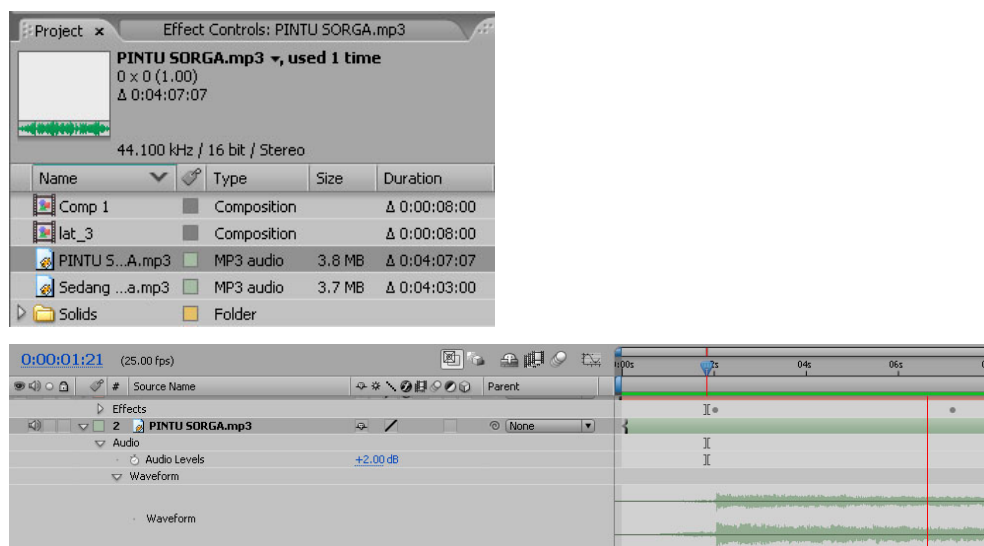 Project × Effect Controls: PINTU SORGA.mp3
PINTU SORGA.mp3 ▾, used 1 time
0 x 0 (1.00)
Δ 0:04:07:07
44.100 kHz / 16 bit / Stereo
Name Type Size Duration
Comp 1 Composition Δ 0:00:08:00
lat_3 Composition Δ 0:00:08:00
PINTU S...A.mp3 MP3 audio 3.8 MB Δ 0:04:07:07
Sedang ...a.mp3 MP3 audio 3.7 MB Δ 0:04:03:00
Solids Folder
0:00:01:21 (25.00 fps) 04s 06s
# Source Name Parent
Effects
2 PINTU SORGA.mp3 None
Audio
Audio Levels +2.00 dB
Waveform
Waveform